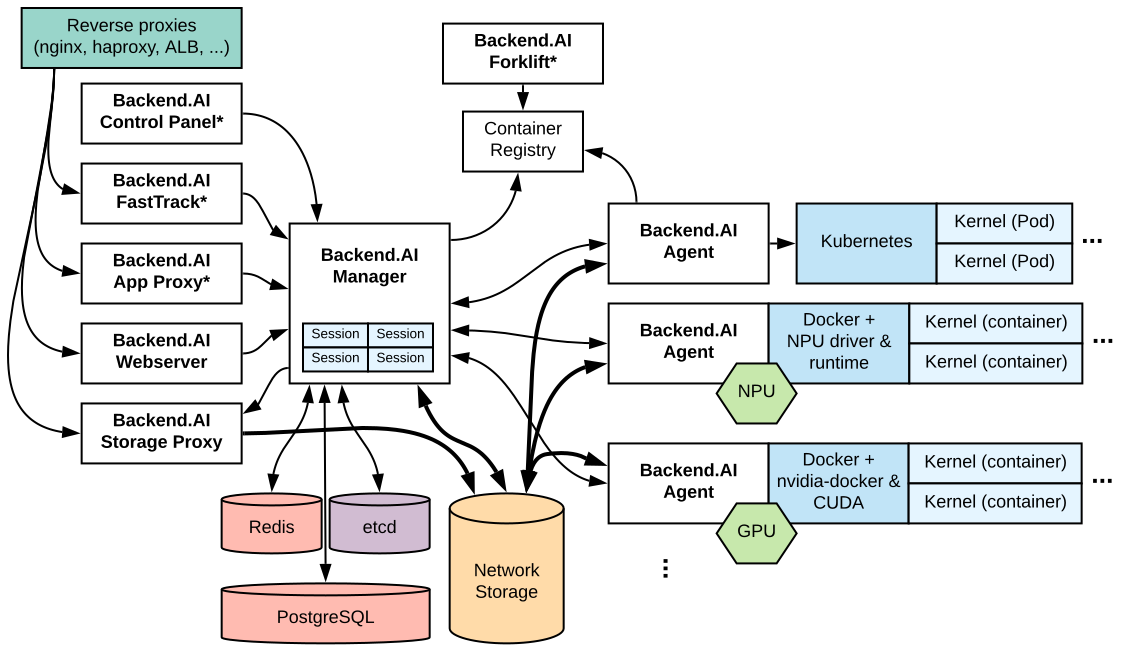 Reverse proxies
(nginx, haproxy, ALB, ...)
Backend.AI
Control Panel*
Backend.AI
FastTrack*
Backend.AI
App Proxy*
Backend.AI
Webserver
Backend.AI
Storage Proxy
Backend.AI
Manager
Session
Session
Session
Session
Backend.AI
Forklift*
Container
Registry
Backend.AI
Agent
Kubernetes
Kernel (Pod)
Kernel (Pod)
...
Backend.AI
Agent
Docker +
NPU driver &
runtime
Kernel (container)
Kernel (container)
...
NPU
Backend.AI
Agent
Docker +
nvidia-docker &
CUDA
Kernel (container)
Kernel (container)
...
GPU
...
Redis
etcd
PostgreSQL
Network
Storage